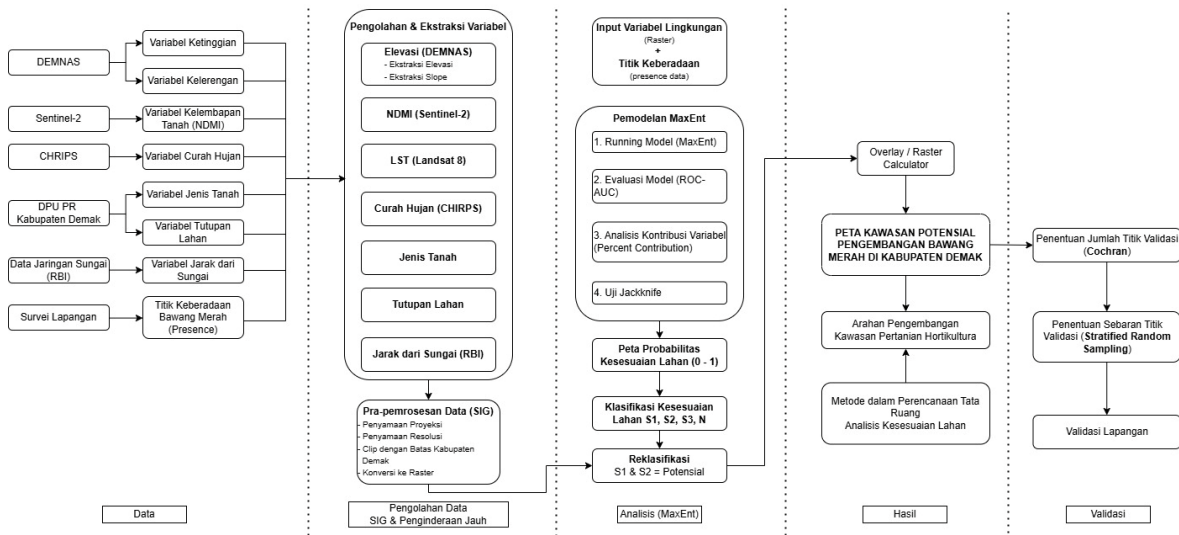 DEMNAS
Variabel Ketinggian
Variabel Kelerengan
Sentinel-2
Variabel Kelembapan
Tanah (NDMI)
CHRIPS
Variabel Curah Hujan
DPU PR
Kabupaten Demak
Variabel Jenis Tanah
Variabel Tutupan
Lahan
Data Jaringan Sungai
(RBI)
Variabel Jarak dari
Sungai
Survei Lapangan
Titik Keberadaan
Bawang Merah
(Presence)
Data
Pengolahan & Ekstraksi Variabel
Elevasi (DEMNAS)
- Ekstraksi Elevasi
- Ekstraksi Slope
NDMI (Sentinel-2)
LST (Landsat 8)
Curah Hujan (CHIRPS)
Jenis Tanah
Tutupan Lahan
Jarak dari Sungai (RBI)
Pra-pemrosesan Data (SIG)
- Penyamaan Proyeksi
- Penyamaan Resolusi
- Clip dengan Batas Kabupaten
Demak
- Konversi ke Raster
Pengolahan Data
SIG & Penginderaan Jauh
Input Variabel Lingkungan
(Raster)
+
Titik Keberadaan
(presence data)
Pemodelan MaxEnt
1. Running Model (MaxEnt)
2. Evaluasi Model (ROC-
AUC)
3. Analisis Kontribusi Variabel
(Percent Contribution)
4. Uji Jackknife
Peta Probabilitas
Kesesuaian Lahan (0 - 1)
Klasifikasi Kesesuaian
Lahan S1, S2, S3, N
Reklasifikasi
S1 & S2 = Potensial
Analisis (MaxEnt)
Overlay / Raster
Calculator
PETA KAWASAN POTENSIAL
PENGEMBANGAN BAWANG
MERAH DI KABUPATEN DEMAK
Arahan Pengembangan
Kawasan Pertanian Hortikultura
Metode dalam Perencanaan Tata
Ruang
Analisis Kesesuaian Lahan
Hasil
Penentuan Jumlah Titik Validasi
(Cochran)
Penentuan Sebaran Titik
Validasi (Stratified Random
Sampling)
Validasi Lapangan
Validasi